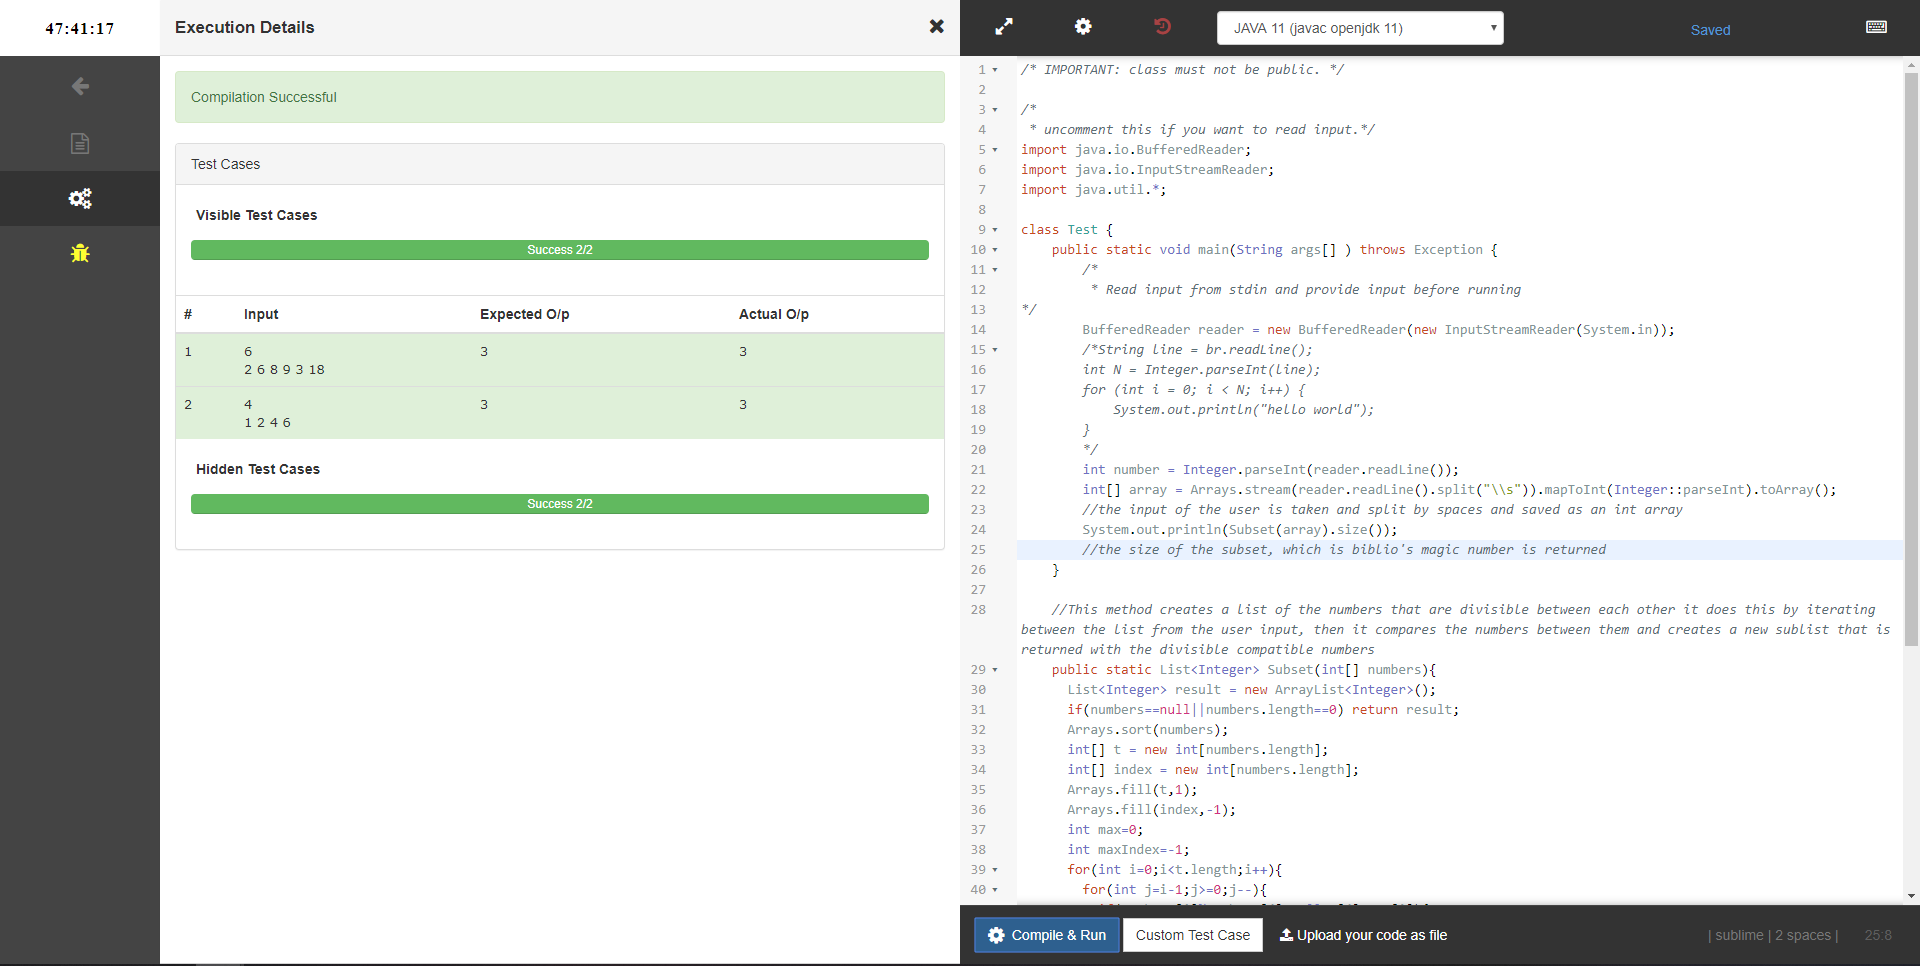 47:41:17
Execution Details
Compilation Successful
Test Cases
Visible Test Cases
Success 2/2
# Input Expected O/p Actual O/p
1 6 3 3
2 6 8 9 3 18
2 4 3 3
1 2 4 6
Hidden Test Cases
Success 2/2
JAVA 11 (javac openjdk 11)
Saved
1 /* IMPORTANT: class must not be public. */
2
3 /*
4  * uncomment this if you want to read input.*/
5 import java.io.BufferedReader;
6 import java.io.InputStreamReader;
7 import java.util.*;
8
9 class Test {
10     public static void main(String args[] ) throws Exception {
11         /*
12          * Read input from stdin and provide input before running
13 */
14         BufferedReader reader = new BufferedReader(new InputStreamReader(System.in));
15         /*String line = br.readLine();
16         int N = Integer.parseInt(line);
17         for (int i = 0; i < N; i++) {
18             System.out.println("hello world");
19         }
20         */
21         int number = Integer.parseInt(reader.readLine());
22         int[] array = Arrays.stream(reader.readLine().split("\\s")).mapToInt(Integer::parseInt).toArray();
23         //the input of the user is taken and split by spaces and saved as an int array
24         System.out.println(Subset(array).size());
25         //the size of the subset, which is biblio's magic number is returned
26     }
27
28     //This method creates a list of the numbers that are divisible between each other it does this by iterating
between the list from the user input, then it compares the numbers between them and creates a new sublist that is
returned with the divisible compatible numbers
29     public static List<Integer> Subset(int[] numbers){
30       List<Integer> result = new ArrayList<Integer>();
31       if(numbers==null||numbers.length==0) return result;
32       Arrays.sort(numbers);
33       int[] t = new int[numbers.length];
34       int[] index = new int[numbers.length];
35       Arrays.fill(t,1);
36       Arrays.fill(index,-1);
37       int max=0;
38       int maxIndex=-1;
39       for(int i=0;i<t.length;i++){
40         for(int j=i-1;j>=0;j--){
Compile & Run
Custom Test Case
Upload your code as file
| sublime | 2 spaces |
25:8